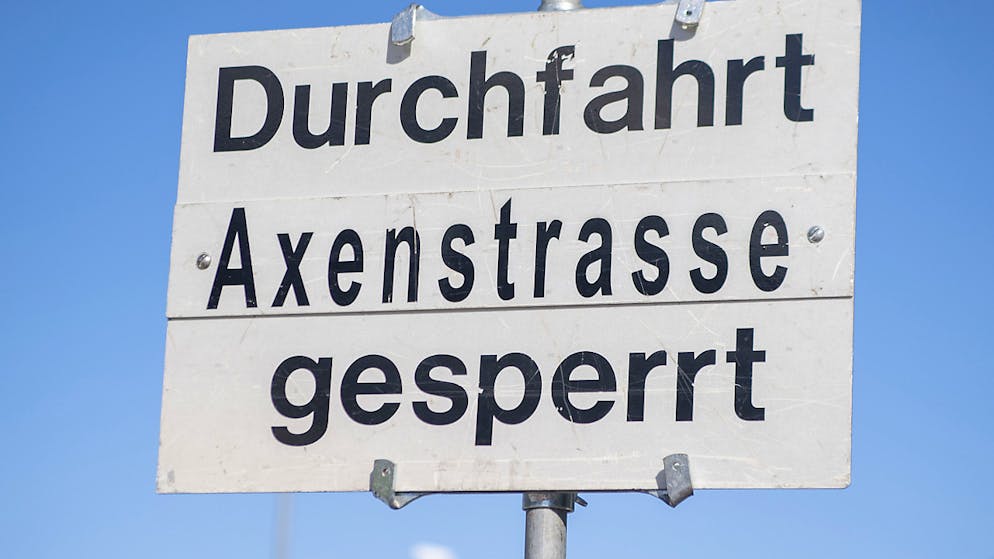 Durchfahrt
Axenstrasse
gesperrt